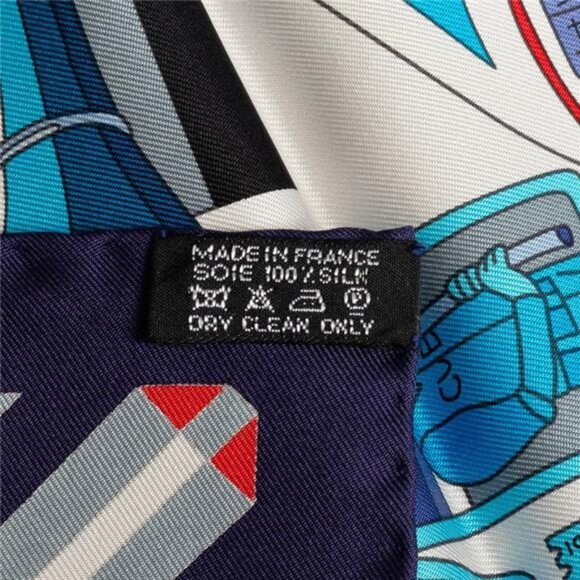 MADE IN FRANCE
SOIE 100% SILK
P
DRY CLEAN ONLY